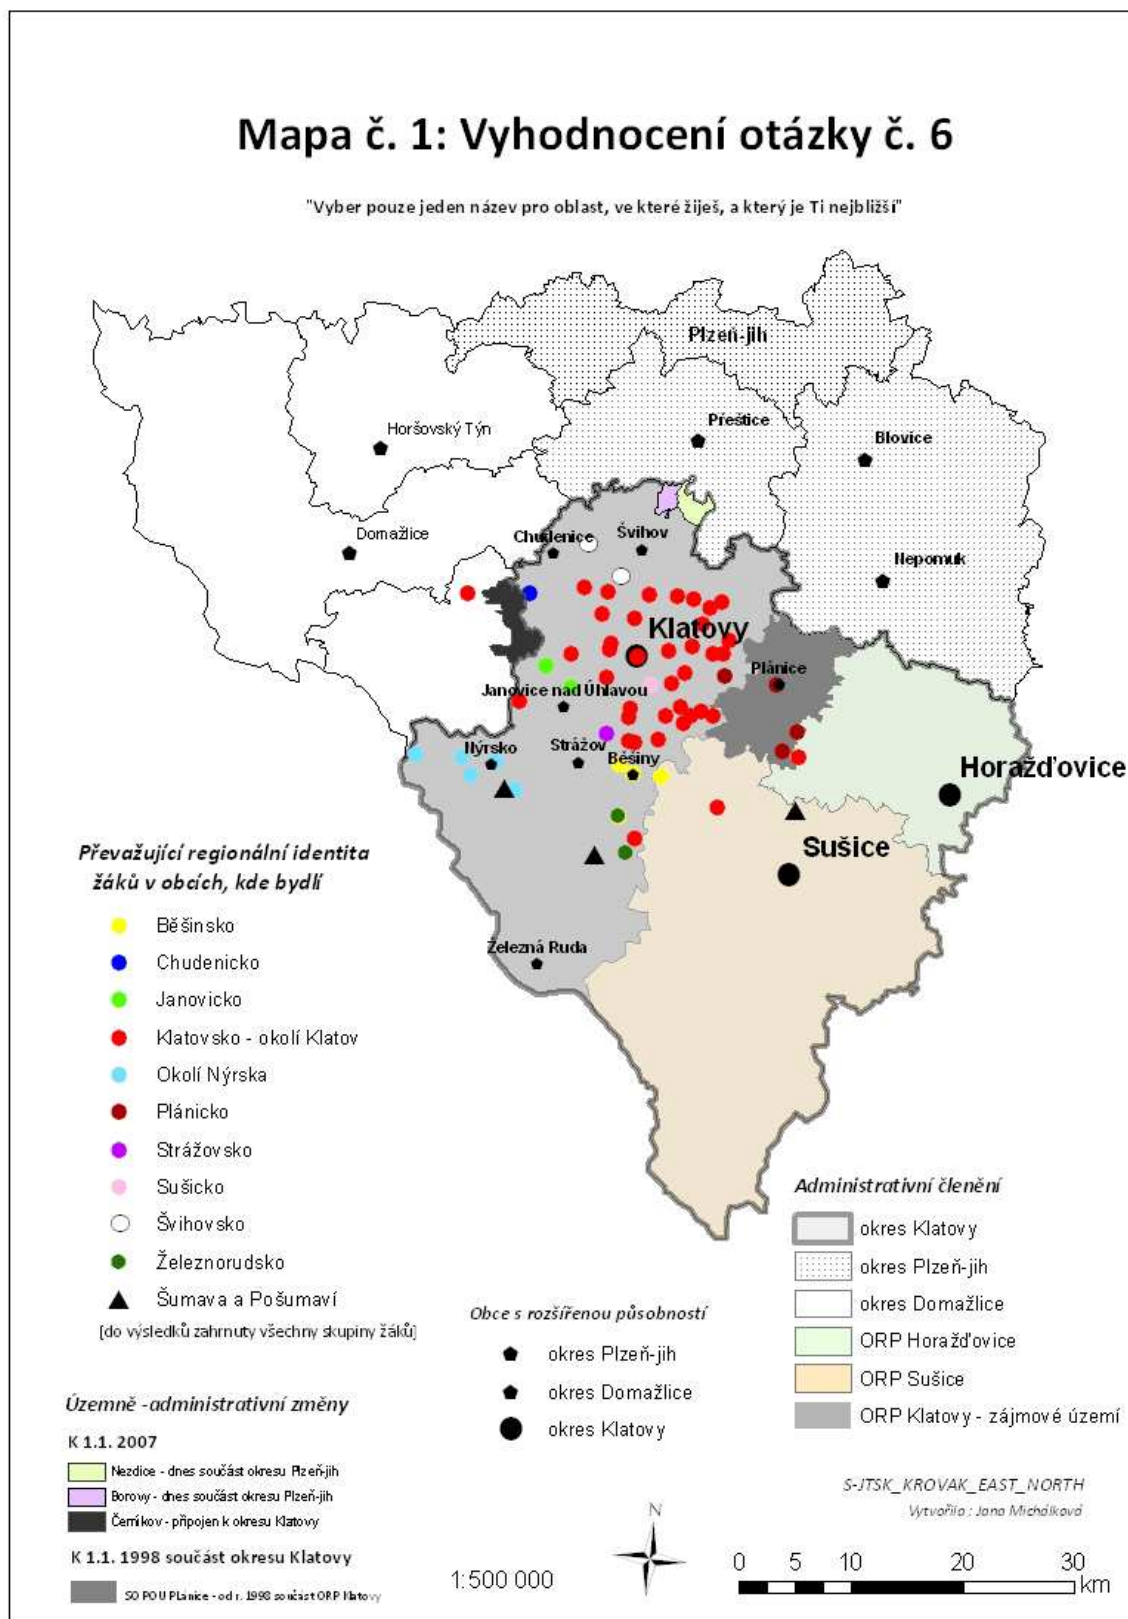 Mapa č. 1: Vyhodnocení otázky č. 6
"Vyber pouze jeden název pro oblast, ve které žiješ, a který je Ti nejbližší"
Plzeň-jih
Přeštice
Horšovský Týn
Blovice
Domažlice
Chudenice
Švihov
Nepomuk
Klatovy
Plánice
Janovice nad Úhlavou
Nýrsko
Strážov
Běšiny
Horažďovice
Sušice
Železná Ruda
Převažující regionální identita
žáků v obcích, kde bydlí
Běšinsko
Chudenicko
Janovicko
Klatovsko - okolí Klatov
Okolí Nýrska
Plánicko
Strážovsko
Sušicko
Švihovsko
Železnorudsko
Šumava a Pošumaví
[do výsledků zahrnuty všechny skupiny žáků]
Obce s rozšířenou působností
okres Plzeň-jih
okres Domažlice
okres Klatovy
Administrativní členění
okres Klatovy
okres Plzeň-jih
okres Domažlice
ORP Horažďovice
ORP Sušice
ORP Klatovy - zájmové území
Územně -administrativní změny
K 1.1. 2007
Nezdice - dnes součást okresu Plzeň-jih
Borovy - dnes součást okresu Plzeň-jih
Černíkov - připojen k okresu Klatovy
K 1.1. 1998 součást okresu Klatovy
SO POU Plánice - od r. 1998 součást ORP Klatovy
S-JTSK_KROVAK_EAST_NORTH
Vytvořila : Jana Michálková
N
1:500 000
0 5 10 20 30
km